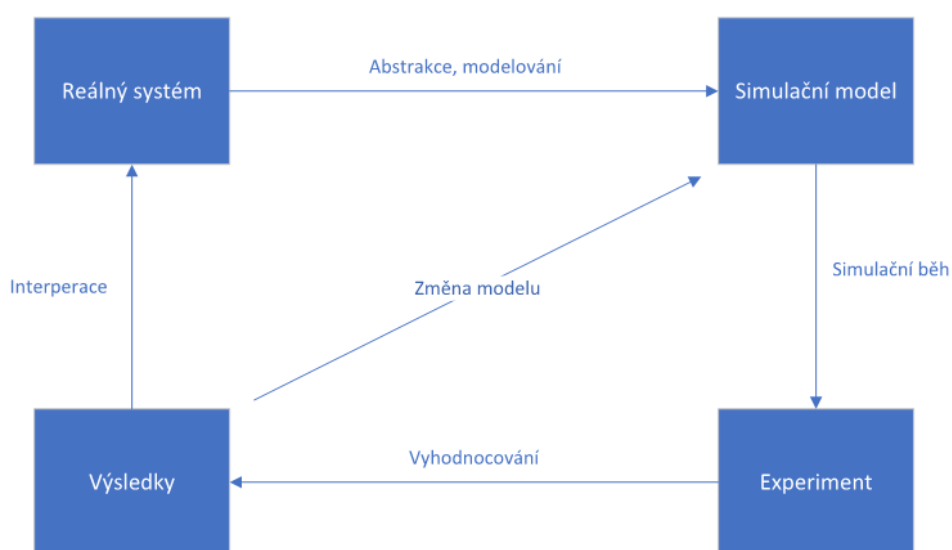 Reálný systém
Abstrakce, modelování
Simulační model
Interperace
Změna modelu
Simulační běh
Výsledky
Vyhodnocování
Experiment